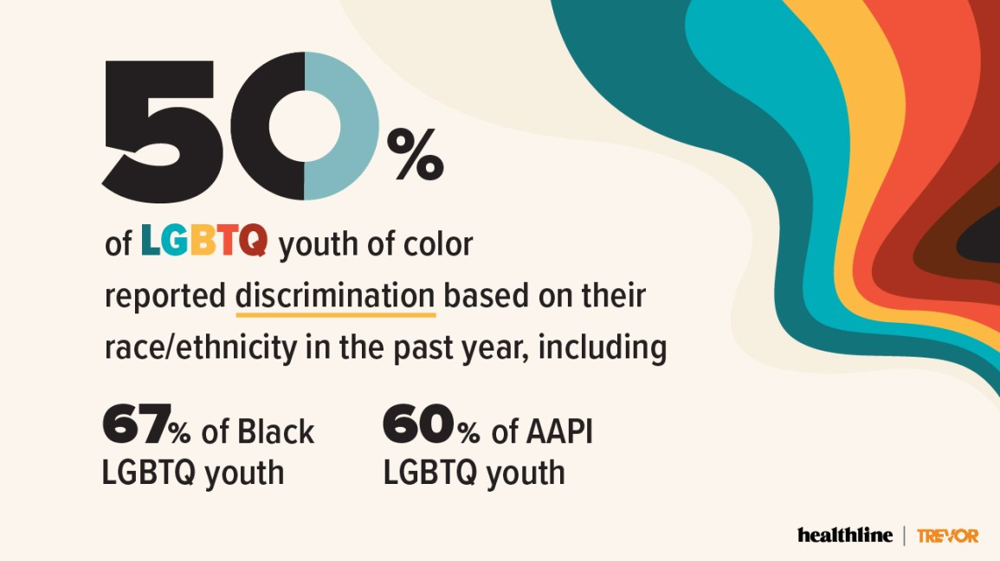 50%
of LGBTQ youth of color
reported discrimination based on their
race/ethnicity in the past year, including
67% of Black
LGBTQ youth
60% of AAPI
LGBTQ youth
healthline | TREVOR